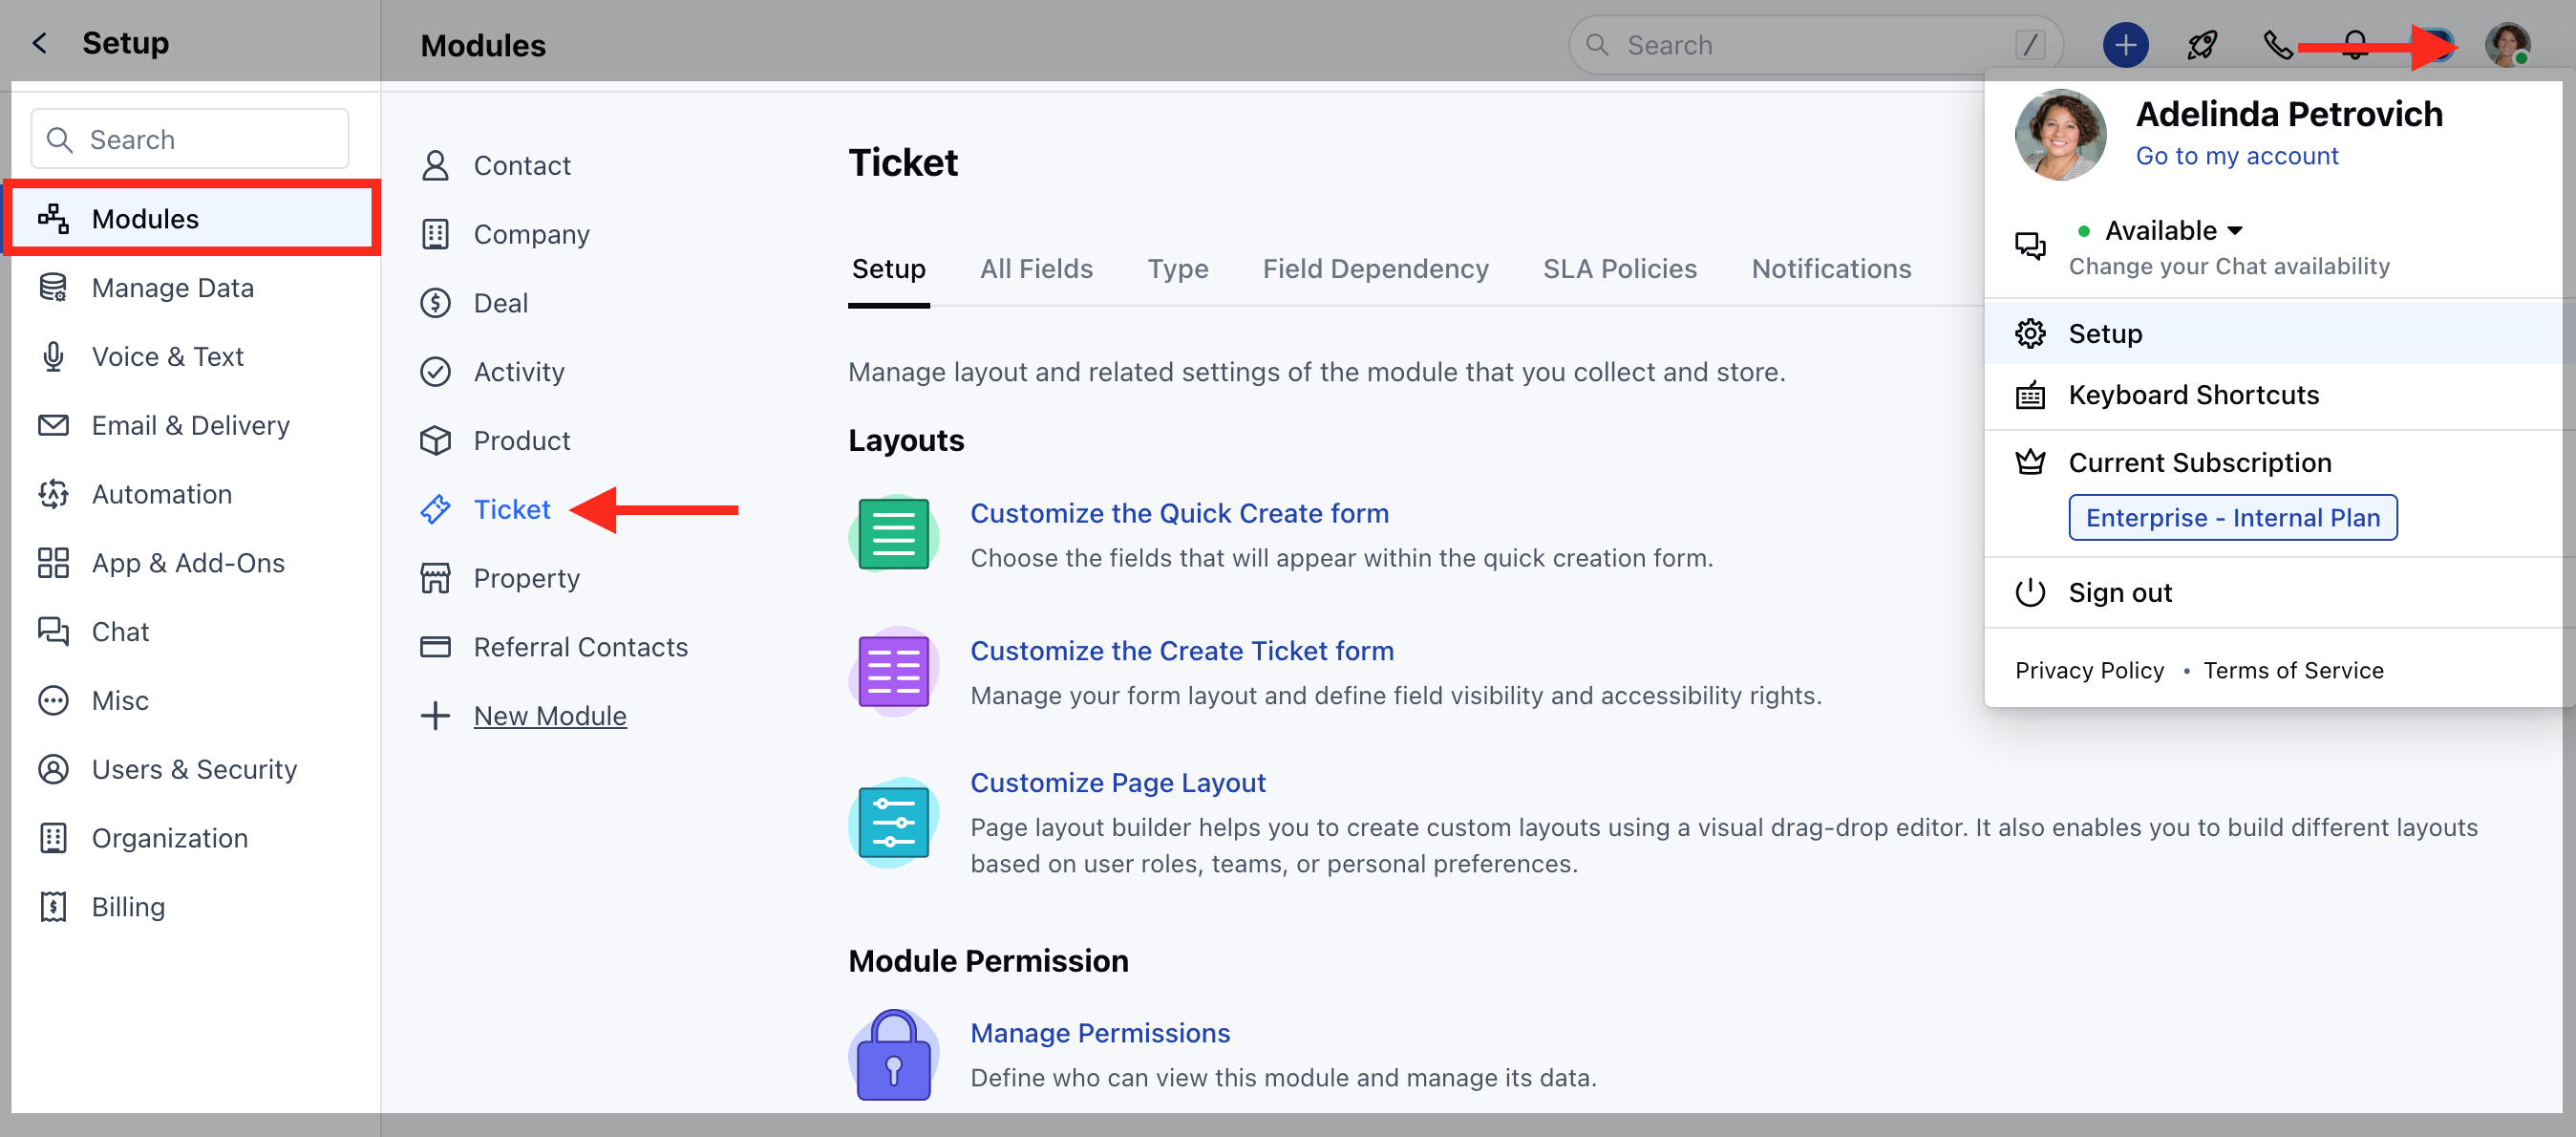 Setup
Modules
Search
/
Search
Modules
Manage Data
Voice & Text
Email & Delivery
Automation
App & Add-Ons
Chat
Misc
Users & Security
Organization
Billing
Contact
Company
Deal
Activity
Product
Ticket
Property
Referral Contacts
New Module
Ticket
Setup
All Fields
Type
Field Dependency
SLA Policies
Notifications
Manage layout and related settings of the module that you collect and store.
Layouts
Customize the Quick Create form
Choose the fields that will appear within the quick creation form.
Customize the Create Ticket form
Manage your form layout and define field visibility and accessibility rights.
Customize Page Layout
Page layout builder helps you to create custom layouts using a visual drag-drop editor. It also enables you to build different layouts
based on user roles, teams, or personal preferences.
Module Permission
Manage Permissions
Define who can view this module and manage its data.
Adelinda Petrovich
Go to my account
Available
Change your Chat availability
Setup
Keyboard Shortcuts
Current Subscription
Enterprise - Internal Plan
Sign out
Privacy Policy • Terms of Service